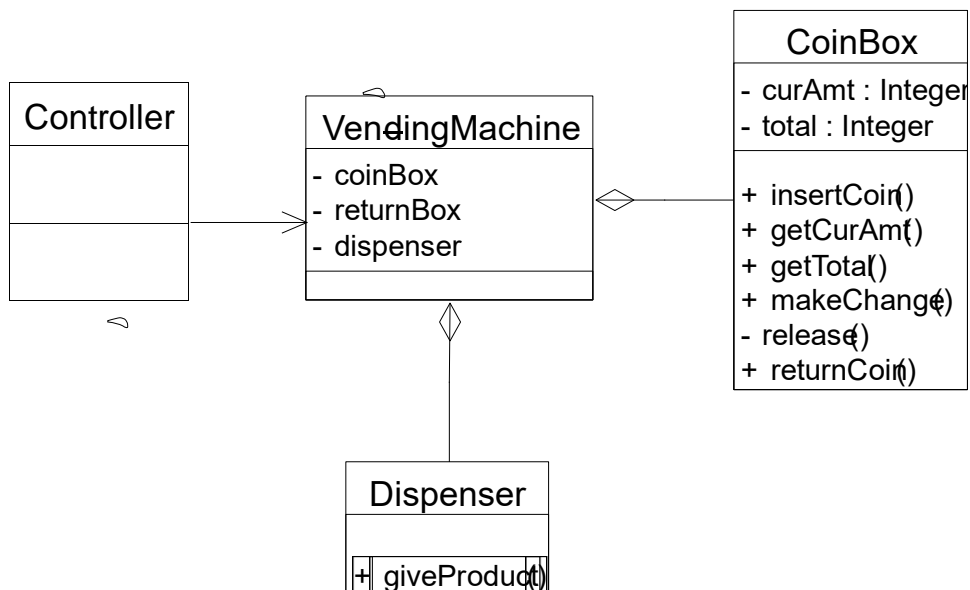 Controller
VendingMachine
- coinBox
- returnBox
- dispenser
CoinBox
- curAmt : Integer
- total : Integer
+ insertCoin()
+ getCurAmt()
+ getTotal()
+ makeChange()
- release()
+ returnCoin()
Dispenser
+ giveProduct()